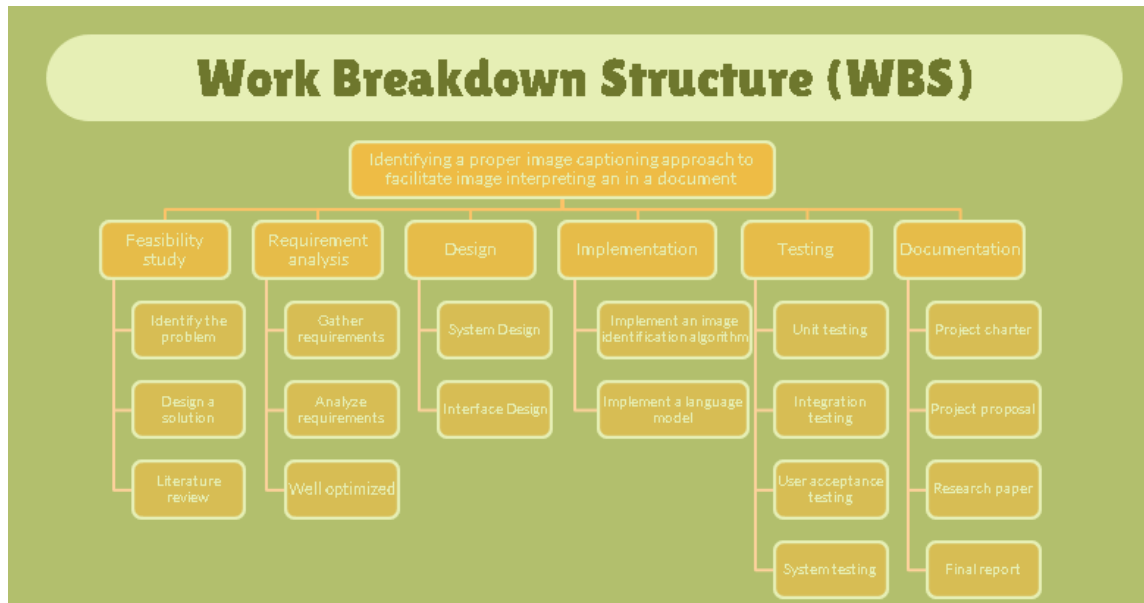 Work Breakdown Structure (WBS)
Identifying a proper image captioning approach to
facilitate image interpreting an in a document
Feasibility
study
Identify the
problem
Design a
solution
Literature
review
Requirement
analysis
Gather
requirements
Analyze
requirements
Well optimized
Design
System Design
Interface Design
Implementation
Implement an image
identification algorithm
Implement a language
model
Testing
Unit testing
Integration
testing
User acceptance
testing
System testing
Documentation
Project charter
Project proposal
Research paper
Final report